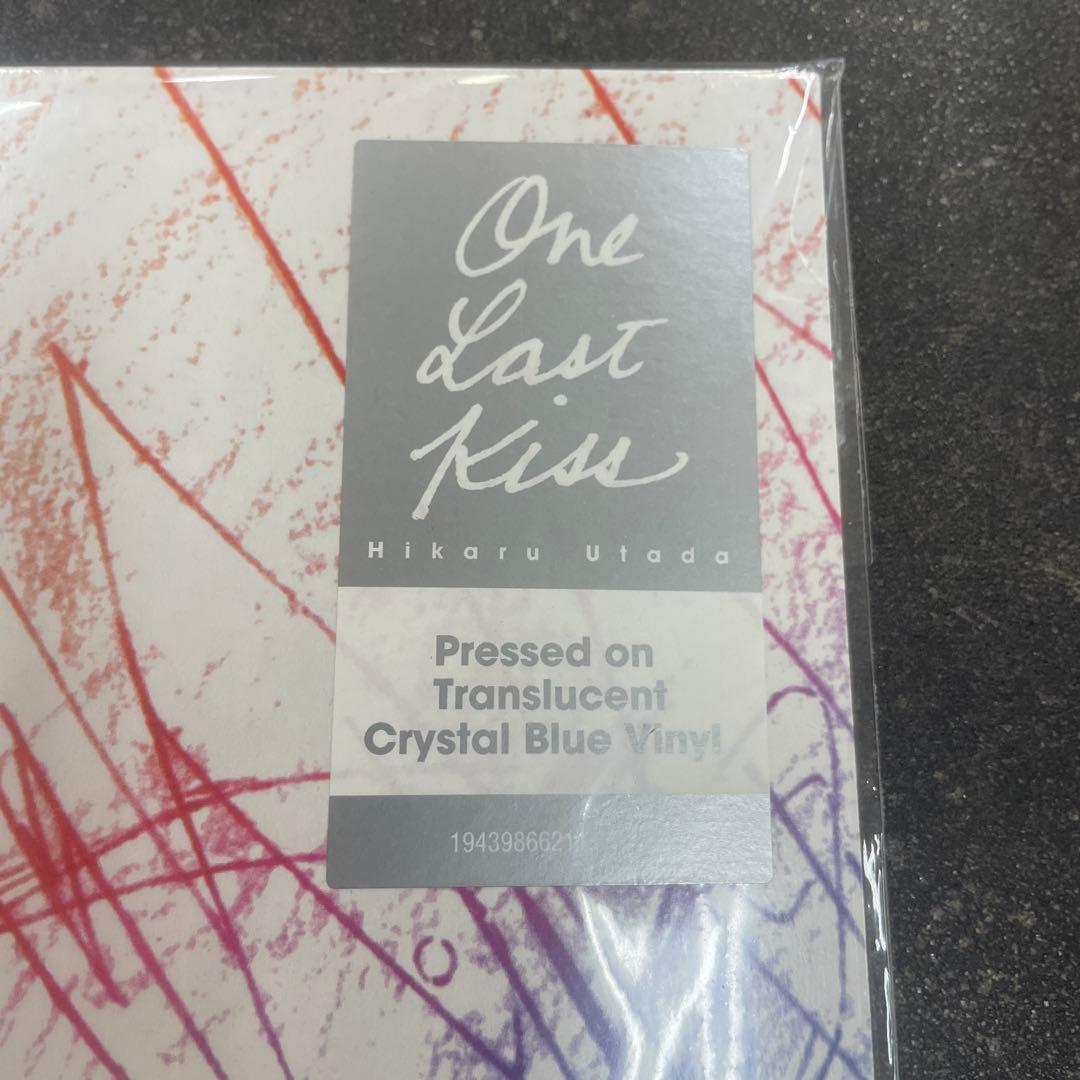 One
Last
Kiss
Hikaru Utada
Pressed on
Translucent
Crystal Blue Vinyl